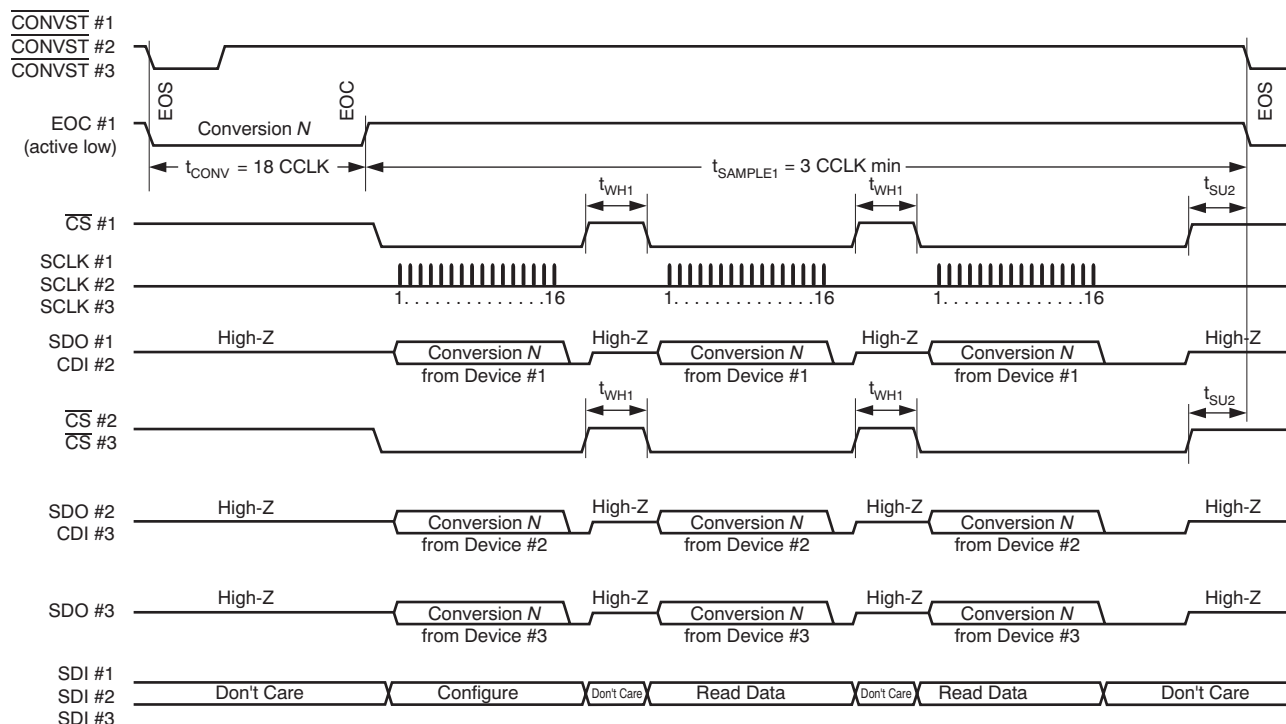 CONVST #1
CONVST #2
CONVST #3
EOS
EOC
EOS
EOC #1
(active low)
Conversion N
tCONV = 18 CCLK
tSAMPLE1 = 3 CCLK min
tWH1
tWH1
tSU2
CS #1
SCLK #1
SCLK #2
SCLK #3
1. . . . . . . . . . . . . .16
1. . . . . . . . . . . . . .16
1. . . . . . . . . . . . . .16
SDO #1
CDI #2
High-Z
Conversion N
from Device #1
High-Z
Conversion N
from Device #1
High-Z
Conversion N
from Device #1
High-Z
tWH1
tWH1
tSU2
CS #2
CS #3
SDO #2
CDI #3
High-Z
Conversion N
from Device #2
High-Z
Conversion N
from Device #2
High-Z
Conversion N
from Device #2
High-Z
SDO #3
High-Z
Conversion N
from Device #3
High-Z
Conversion N
from Device #3
High-Z
Conversion N
from Device #3
High-Z
SDI #1
SDI #2
SDI #3
Don't Care
Configure
Don't Care
Read Data
Don't Care
Read Data
Don't Care